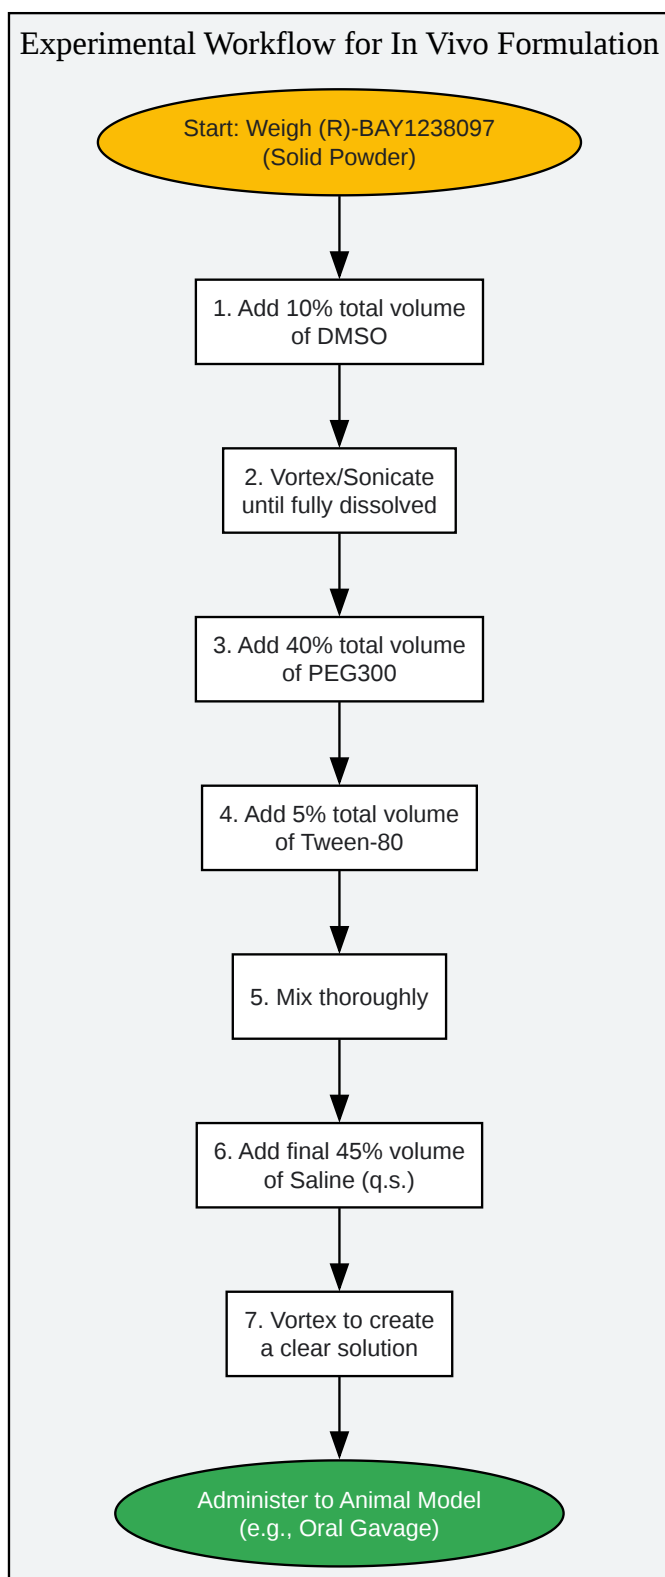 Experimental Workflow for In Vivo Formulation
Start: Weigh (R)-BAY1238097
(Solid Powder)
1. Add 10% total volume
of DMSO
2. Vortex/Sonicate
until fully dissolved
3. Add 40% total volume
of PEG300
4. Add 5% total volume
of Tween-80
5. Mix thoroughly
6. Add final 45% volume
of Saline (q.s.)
7. Vortex to create
a clear solution
Administer to Animal Model
(e.g., Oral Gavage)